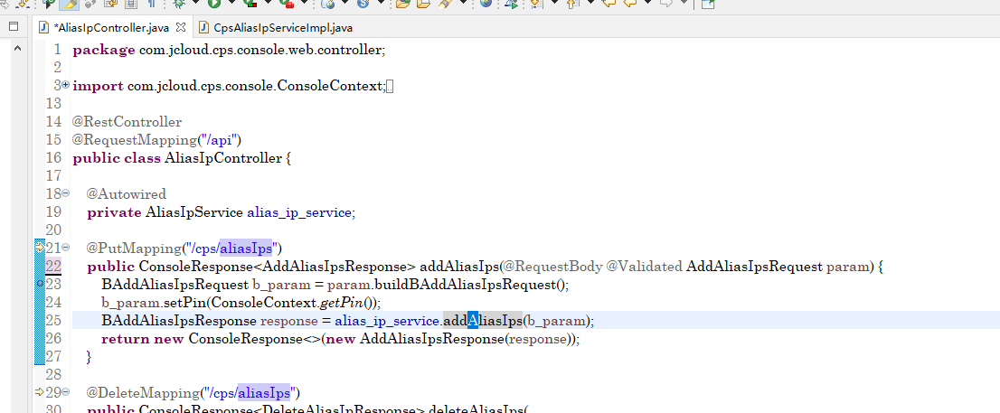 *AliasIpController.java
CpsAliasIpServiceImpl.java
1 package com.jcloud.cps.console.web.controller;
2
3 import com.jcloud.cps.console.ConsoleContext;
13
14 @RestController
15 @RequestMapping("/api")
16 public class AliasIpController {
17
18 @Autowired
19 private AliasIpService alias_ip_service;
20
21 @PutMapping("/cps/aliasIps")
22 public ConsoleResponse<AddAliasIpsResponse> addAliasIps(@RequestBody @Validated AddAliasIpsRequest param) {
23 BAddAliasIpsRequest b_param = param.buildBAddAliasIpsRequest();
24 b_param.setPin(ConsoleContext.getPin());
25 BAddAliasIpsResponse response = alias_ip_service.addAliasIps(b_param);
26 return new ConsoleResponse<>(new AddAliasIpsResponse(response));
27 }
28
29 @DeleteMapping("/cps/aliasIps")
30 public ConsoleResponse<DeleteAliasIpResponse> deleteAliasIps(